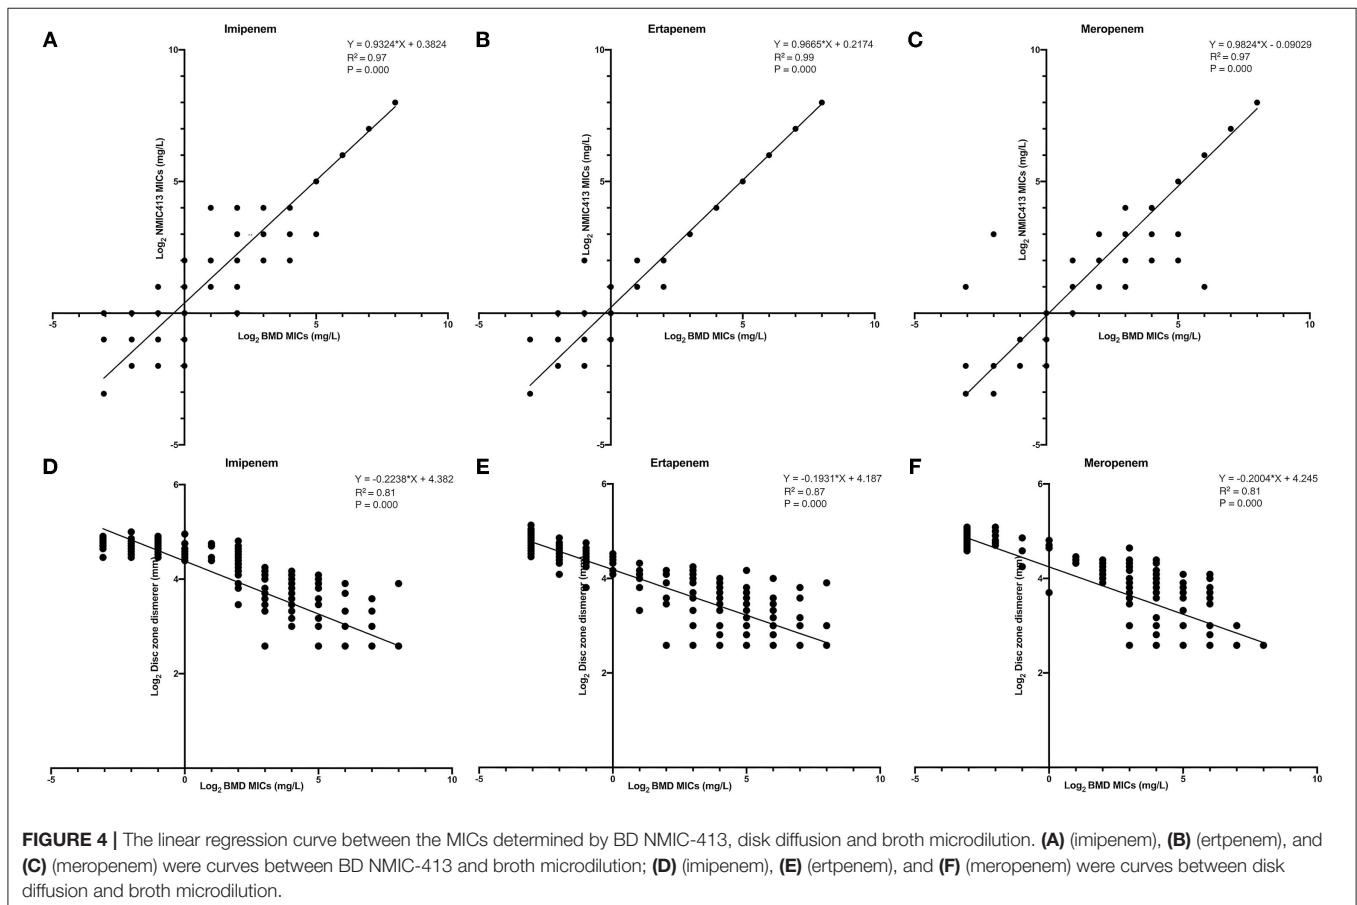 A
Imipenem
Y = 0.9324*X + 0.3824
R² = 0.97
P = 0.000
10
5
-5
-5
5
10
Log₂ NMIC413 MICs (mg/L)
Log₂ BMD MICs (mg/L)
B
Ertapenem
Y = 0.9665*X + 0.2174
R² = 0.99
P = 0.000
10
5
-5
-5
0
5
10
Log₂ NMIC413 MICs (mg/L)
Log₂ BMD MICs (mg/L)
C
Meropenem
Y = 0.9824*X - 0.09029
R² = 0.97
P = 0.000
10
5
-5
-5
0
5
10
Log₂ NMIC413 MICs (mg/L)
Log₂ BMD MICs (mg/L)
D
Imipenem
Y = -0.2238*X + 4.382
R² = 0.81
P = 0.000
6
4
2
-5
0
5
10
Log₂ Disc zone dismerer (mm)
Log₂ BMD MICs (mg/L)
E
Ertapenem
Y = -0.1931*X + 4.187
R² = 0.87
P = 0.000
6
4
2
-5
0
5
10
Log₂ Disc zone dismerer (mm)
Log₂ BMD MICs (mg/L)
F
Meropenem
Y = -0.2004*X + 4.245
R² = 0.81
P = 0.000
6
4
2
-5
0
5
10
Log₂ Disc zone dismerer (mm)
Log₂ BMD MICs (mg/L)
FIGURE 4 | The linear regression curve between the MICs determined by BD NMIC-413, disk diffusion and broth microdilution. (A) (imipenem), (B) (ertpenem), and
(C) (meropenem) were curves between BD NMIC-413 and broth microdilution; (D) (imipenem), (E) (ertpenem), and (F) (meropenem) were curves between disk
diffusion and broth microdilution.